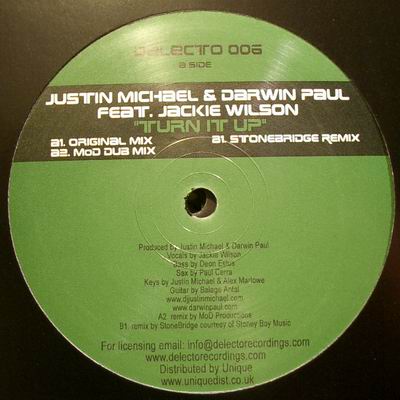 DELECTO 006
B SIDE
JUSTIN MICHAEL & DARWIN PAUL
FEAT. JACKIE WILSON
"TURN IT UP"
a1. ORIGINAL MIX
a2. MoD DUB MIX
B1. STONEBRIDGE REMIX
Produced by Justin Michael & Darwin Paul
Vocals by Jackie Wilson
Bass by Deon Estus
Sax by Paul Cerra
Keys by Justin Michael & Alex Marlowe
Guitar by Balage Antal
www.djjustinmichael.com
www.darwinpaul.com
A2 remix by MoD Productions
B1. remix by StoneBridge courtesy of Stoney Boy Music
For licensing email: info@delectorecordings.com
www.delectorecordings.com
Distributed by Unique
www.uniquedist.co.uk